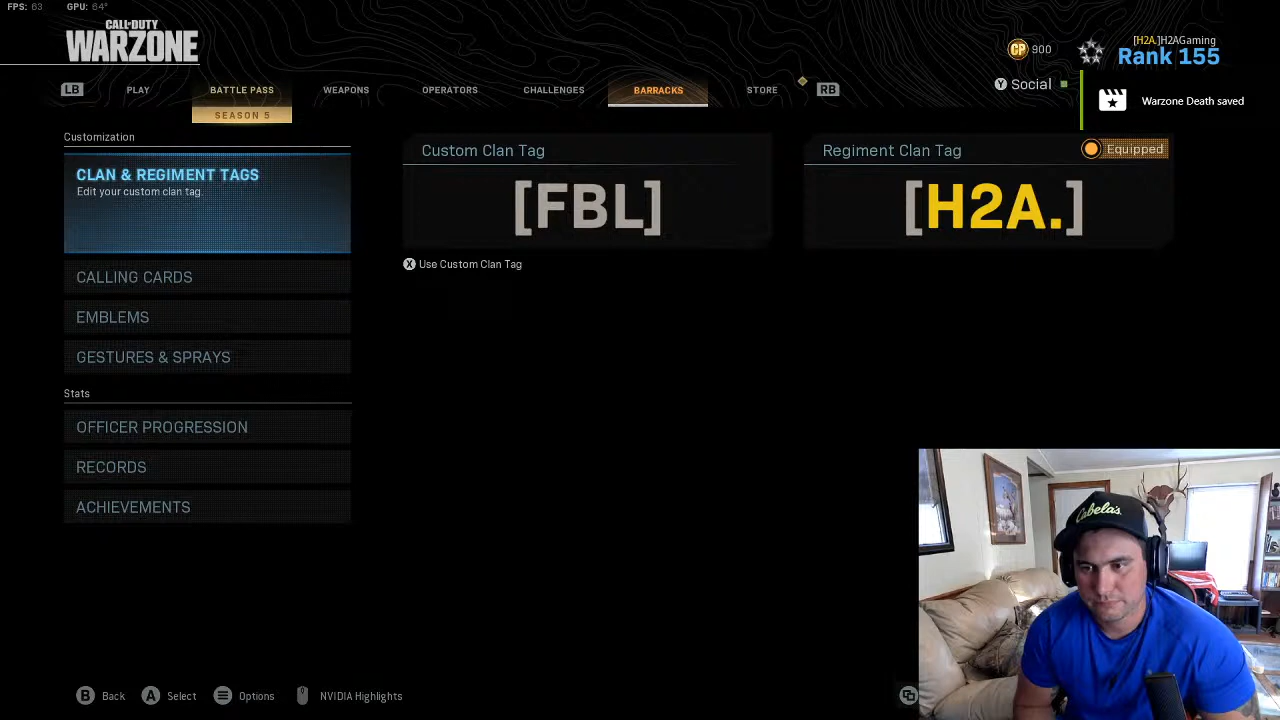 FPS: 63 GPU: 64°
CALL OF DUTY
WARZONE
CP 900
[H2A.]H2AGaming
Rank 155
LB PLAY BATTLE PASS WEAPONS OPERATORS CHALLENGES BARRACKS STORE RB
SEASON 5
Y Social
Warzone Death saved
Customization
CLAN & REGIMENT TAGS
Edit your custom clan tag.
CALLING CARDS
EMBLEMS
GESTURES & SPRAYS
Stats
OFFICER PROGRESSION
RECORDS
ACHIEVEMENTS
Custom Clan Tag
[FBL]
X Use Custom Clan Tag
Regiment Clan Tag
Equipped
[H2A.]
Cabela's
B Back A Select Options NVIDIA Highlights